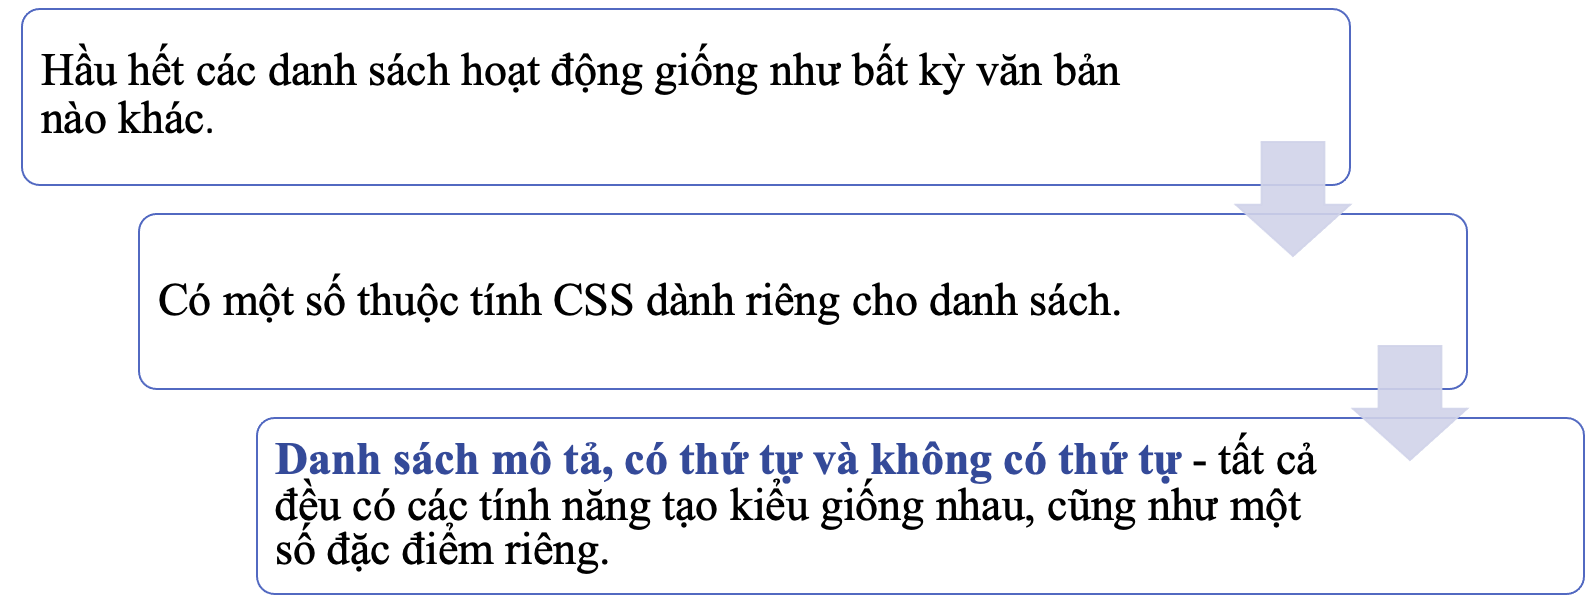 Hầu hết các danh sách hoạt động giống như bất kỳ văn bản
nào khác.
Có một số thuộc tính CSS dành riêng cho danh sách.
Danh sách mô tả, có thứ tự và không có thứ tự - tất cả
đều có các tính năng tạo kiểu giống nhau, cũng như một
số đặc điểm riêng.